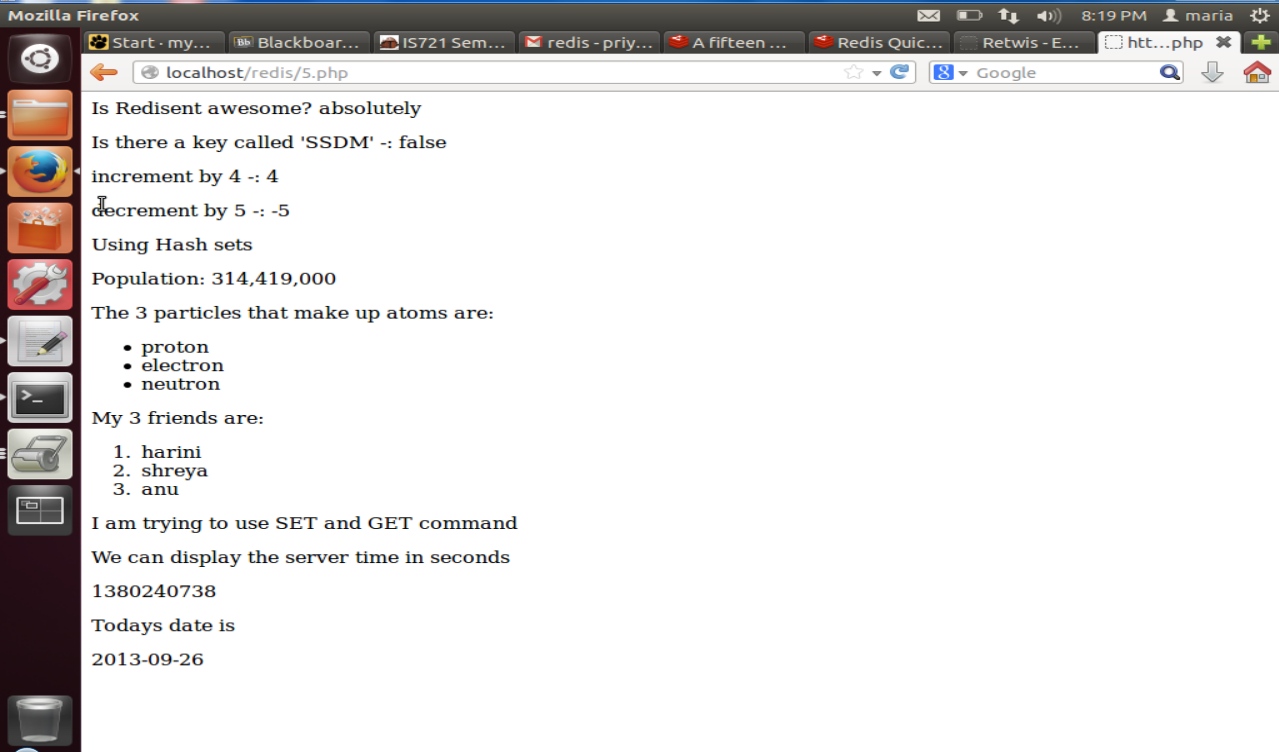 Mozilla Firefox 8:19 PM maria
Start - my... Blackboar... IS721 Sem... redis - priy... A fifteen ... Redis Quic... Retwis - E... htt...php
localhost/redis/5.php Google
Is Redisent awesome? absolutely
Is there a key called 'SSDM' -: false
increment by 4 -: 4
decrement by 5 -: -5
Using Hash sets
Population: 314,419,000
The 3 particles that make up atoms are:
• proton
• electron
• neutron
My 3 friends are:
1. harini
2. shreya
3. anu
I am trying to use SET and GET command
We can display the server time in seconds
1380240738
Todays date is
2013-09-26